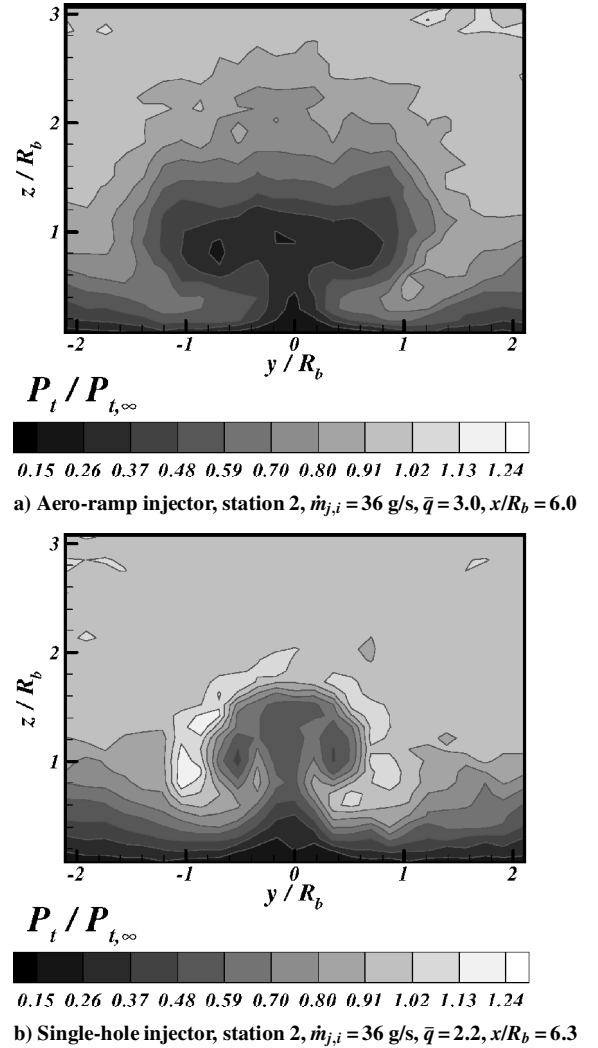 3
2
1
z / R_b
-2 -1 0 1 2
y / R_b
P_t / P_{t,∞}
0.15 0.26 0.37 0.48 0.59 0.70 0.80 0.91 1.02 1.13 1.24
a) Aero-ramp injector, station 2, ṁ_{j,i} = 36 g/s, q̄ = 3.0, x/R_b = 6.0
3
2
1
z / R_b
-2 -1 0 1 2
y / R_b
P_t / P_{t,∞}
0.15 0.26 0.37 0.48 0.59 0.70 0.80 0.91 1.02 1.13 1.24
b) Single-hole injector, station 2, ṁ_{j,i} = 36 g/s, q̄ = 2.2, x/R_b = 6.3